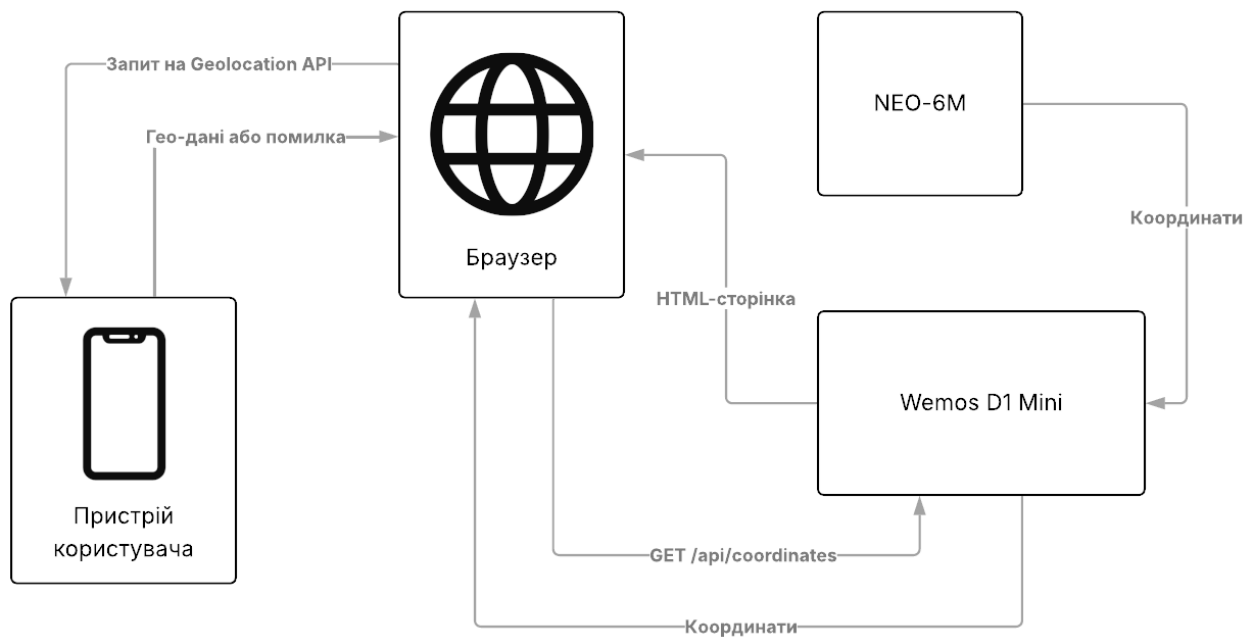 Запит на Geolocation API
Гео-дані або помилка
Браузер
NEO-6M
Координати
HTML-сторінка
Wemos D1 Mini
Пристрій
користувача
GET /api/coordinates
Координати